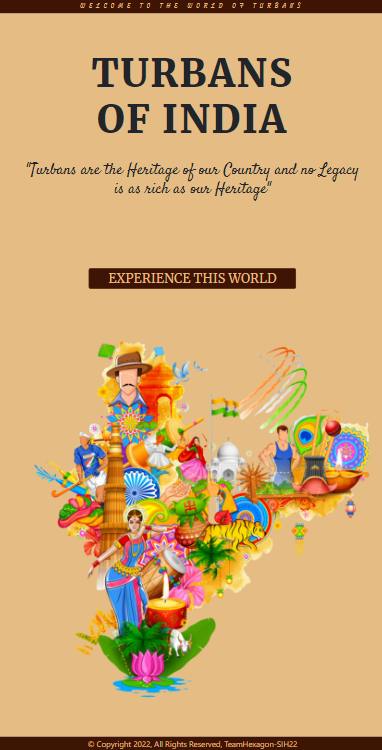 WELCOME TO THE WORLD OF TURBANS
TURBANS
OF INDIA
"Turbans are the Heritage of our Country and no Legacy
is as rich as our Heritage"
EXPERIENCE THIS WORLD
© Copyright 2022, All Rights Reserved, TeamHexagon-SIH22